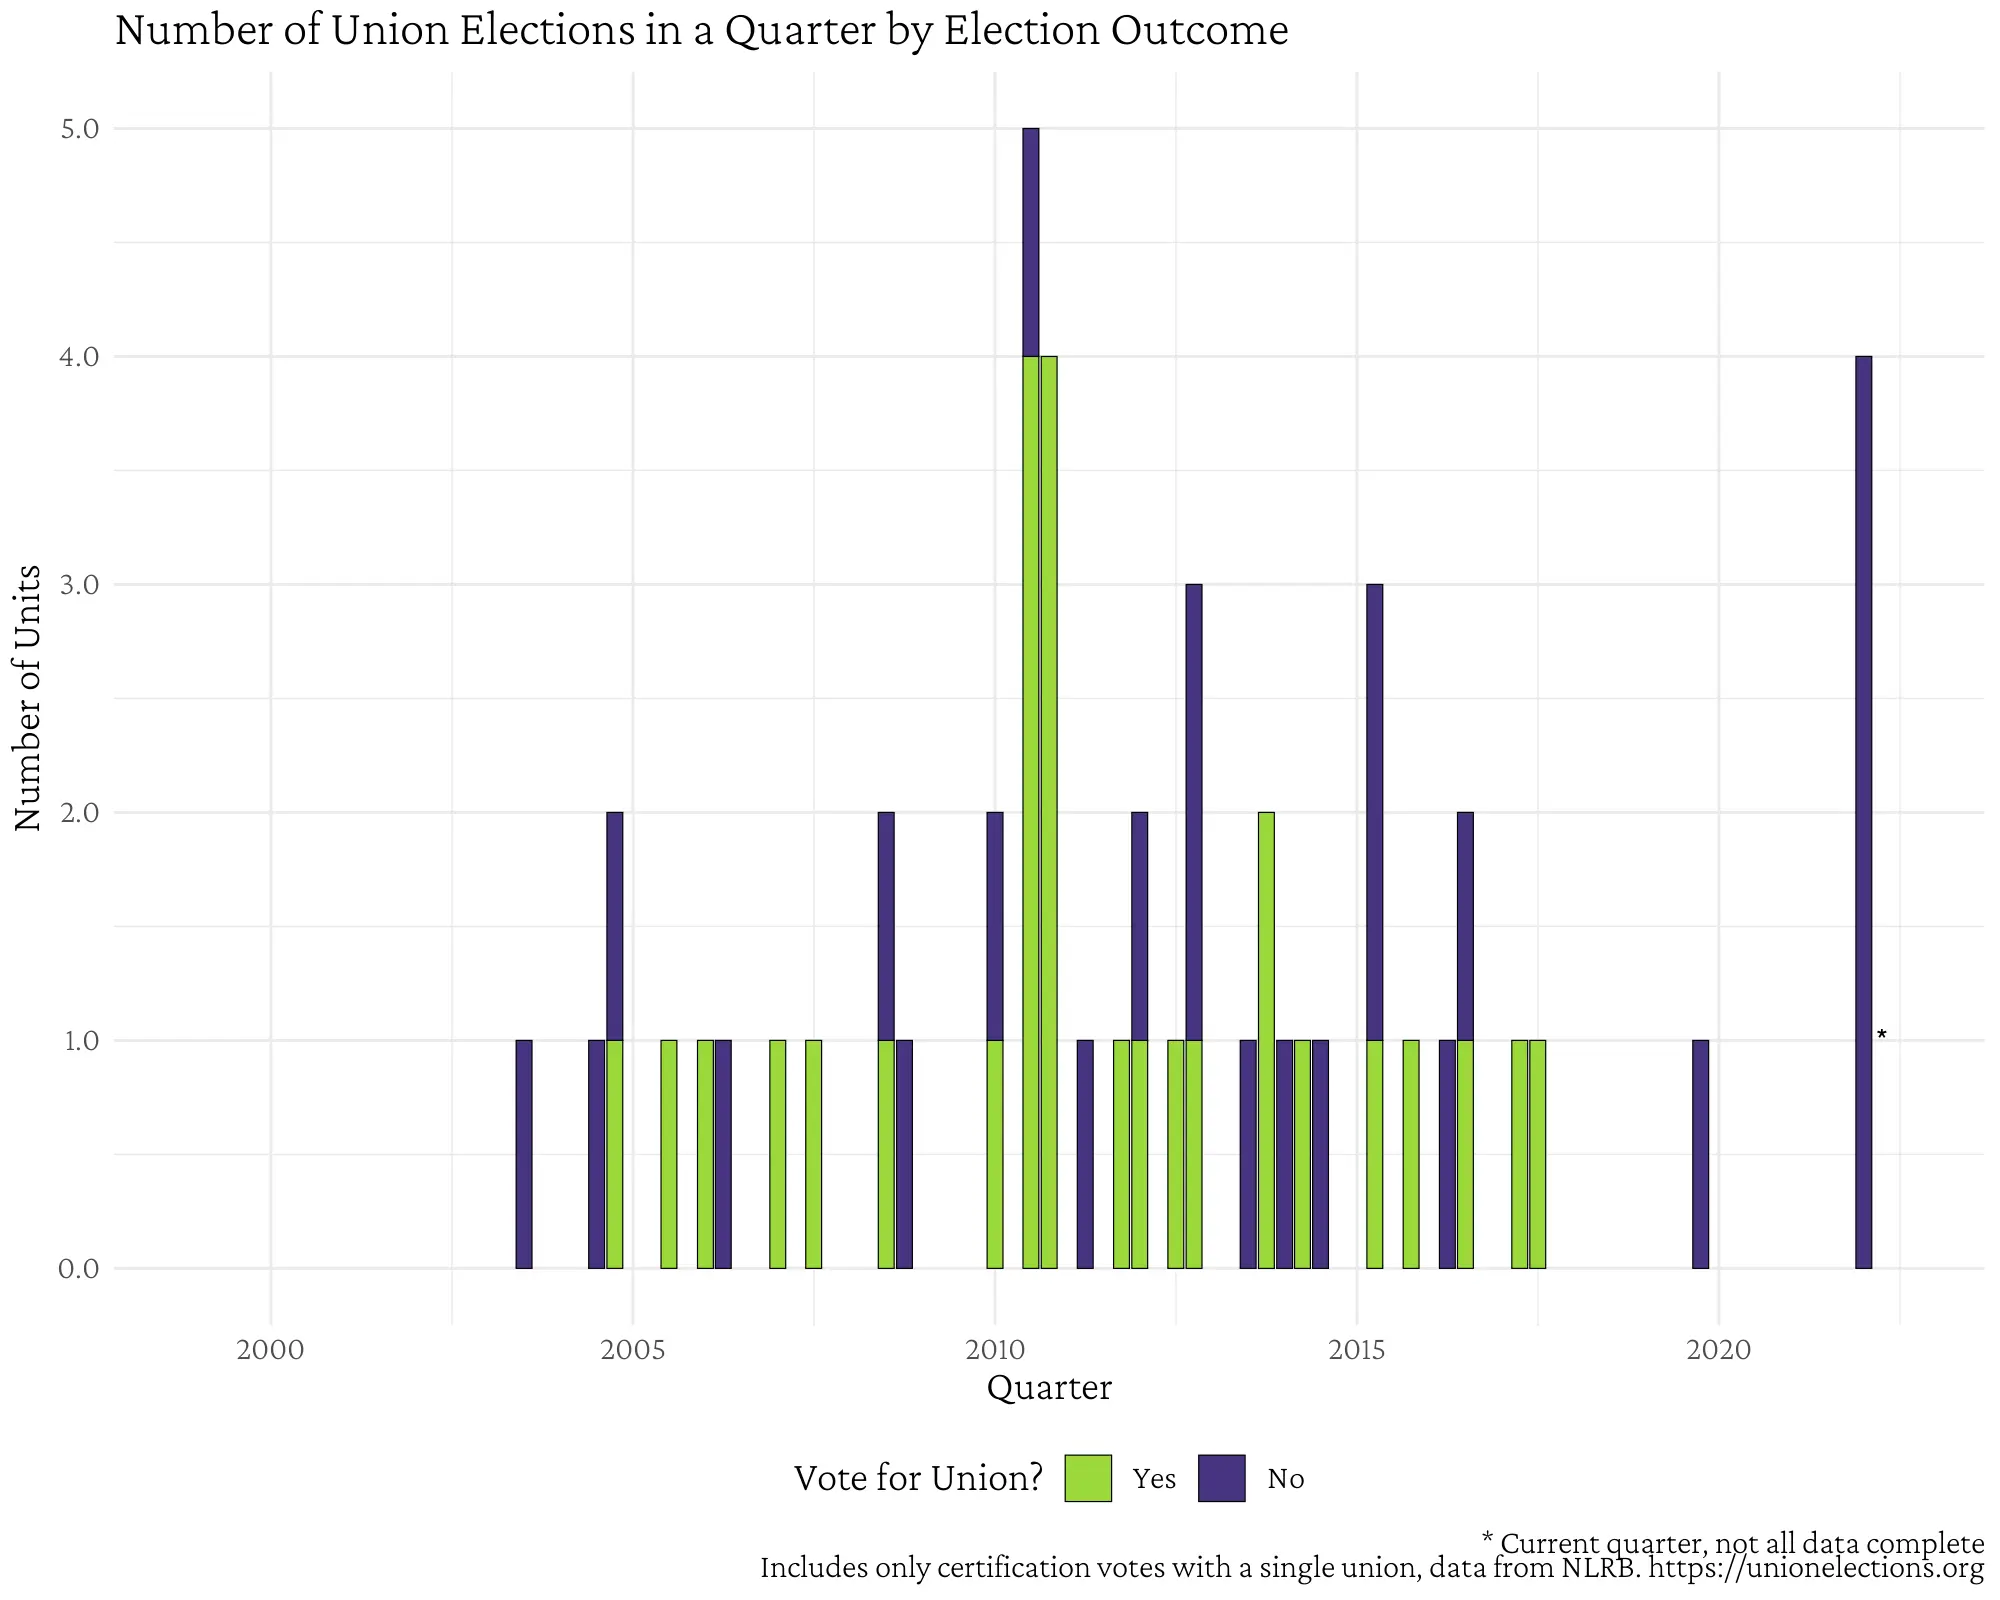 Number of Union Elections in a Quarter by Election Outcome
5.0
4.0
3.0
2.0
1.0
0.0
Number of Units
*
2000 2005 2010 2015 2020
Quarter
Vote for Union? Yes No
* Current quarter, not all data complete
Includes only certification votes with a single union, data from NLRB. https://unionelections.org